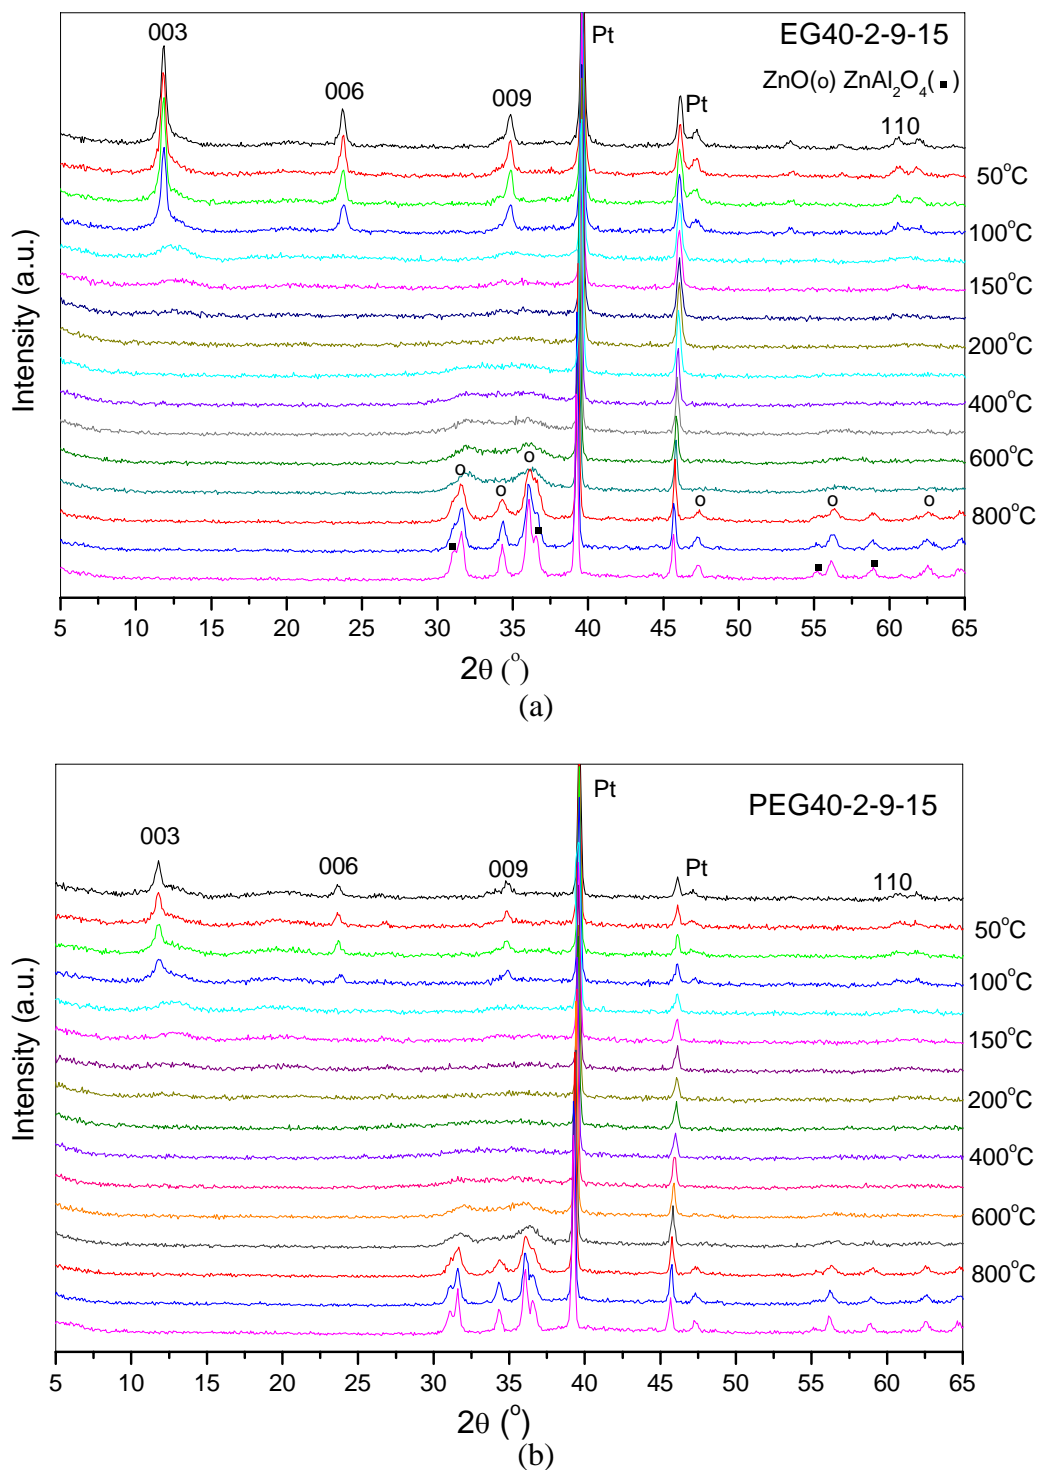 003
Pt
EG40-2-9-15
ZnO(o) ZnAl2O4(▪)
006
009
Pt
110
50°C
100°C
150°C
200°C
400°C
600°C
o
o
o
o
o
o
800°C
Intensity (a.u.)
5 10 15 20 25 30 35 40 45 50 55 60 65
2θ (°)
(a)
Pt
PEG40-2-9-15
003
006
009
Pt
110
50°C
100°C
150°C
200°C
400°C
600°C
800°C
Intensity (a.u.)
5 10 15 20 25 30 35 40 45 50 55 60 65
2θ (°)
(b)